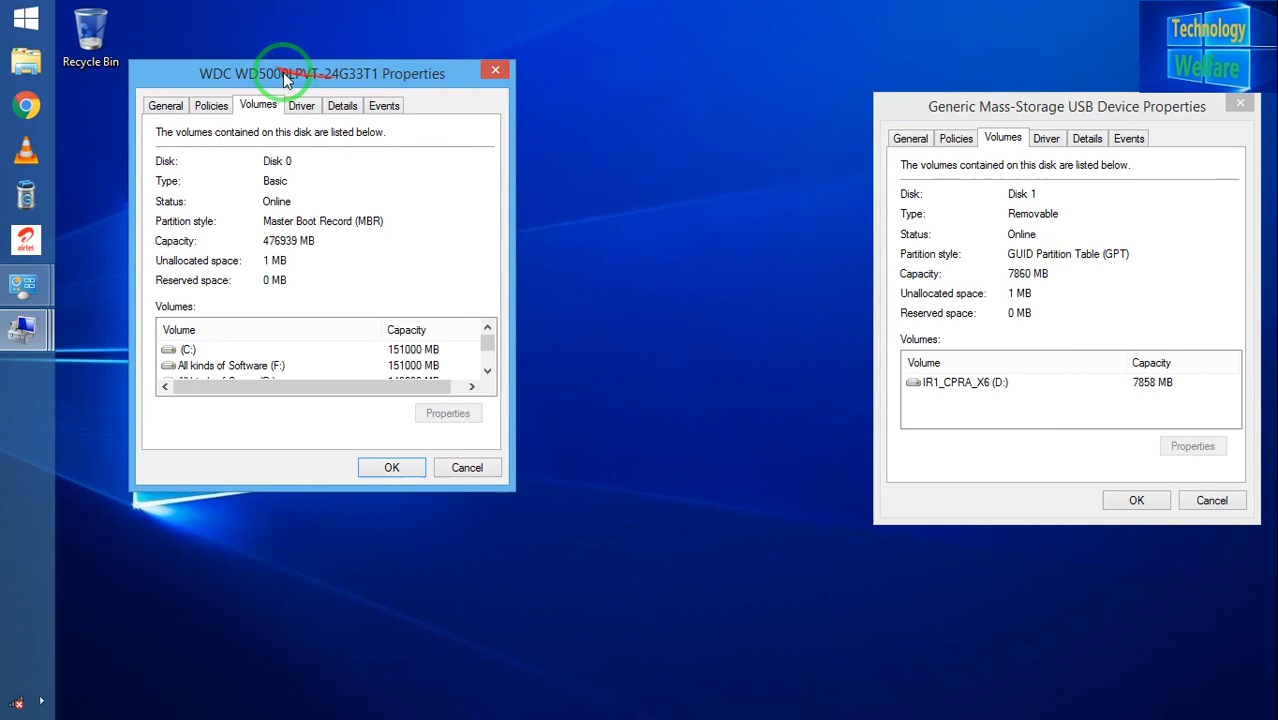 Recycle Bin
WDC WD5000LPVT-24G33T1 Properties
General Policies Volumes Driver Details Events
The volumes contained on this disk are listed below.
Disk: Disk 0
Type: Basic
Status: Online
Partition style: Master Boot Record (MBR)
Capacity: 476939 MB
Unallocated space: 1 MB
Reserved space: 0 MB
Volumes:
Volume Capacity
(C:) 151000 MB
All kinds of Software (F:) 151000 MB
Properties
OK Cancel
Technology
Welfare
Generic Mass-Storage USB Device Properties
General Policies Volumes Driver Details Events
The volumes contained on this disk are listed below.
Disk: Disk 1
Type: Removable
Status: Online
Partition style: GUID Partition Table (GPT)
Capacity: 7860 MB
Unallocated space: 1 MB
Reserved space: 0 MB
Volumes:
Volume Capacity
IR1_CPRA_X6 (D:) 7858 MB
Properties
OK Cancel
airtel